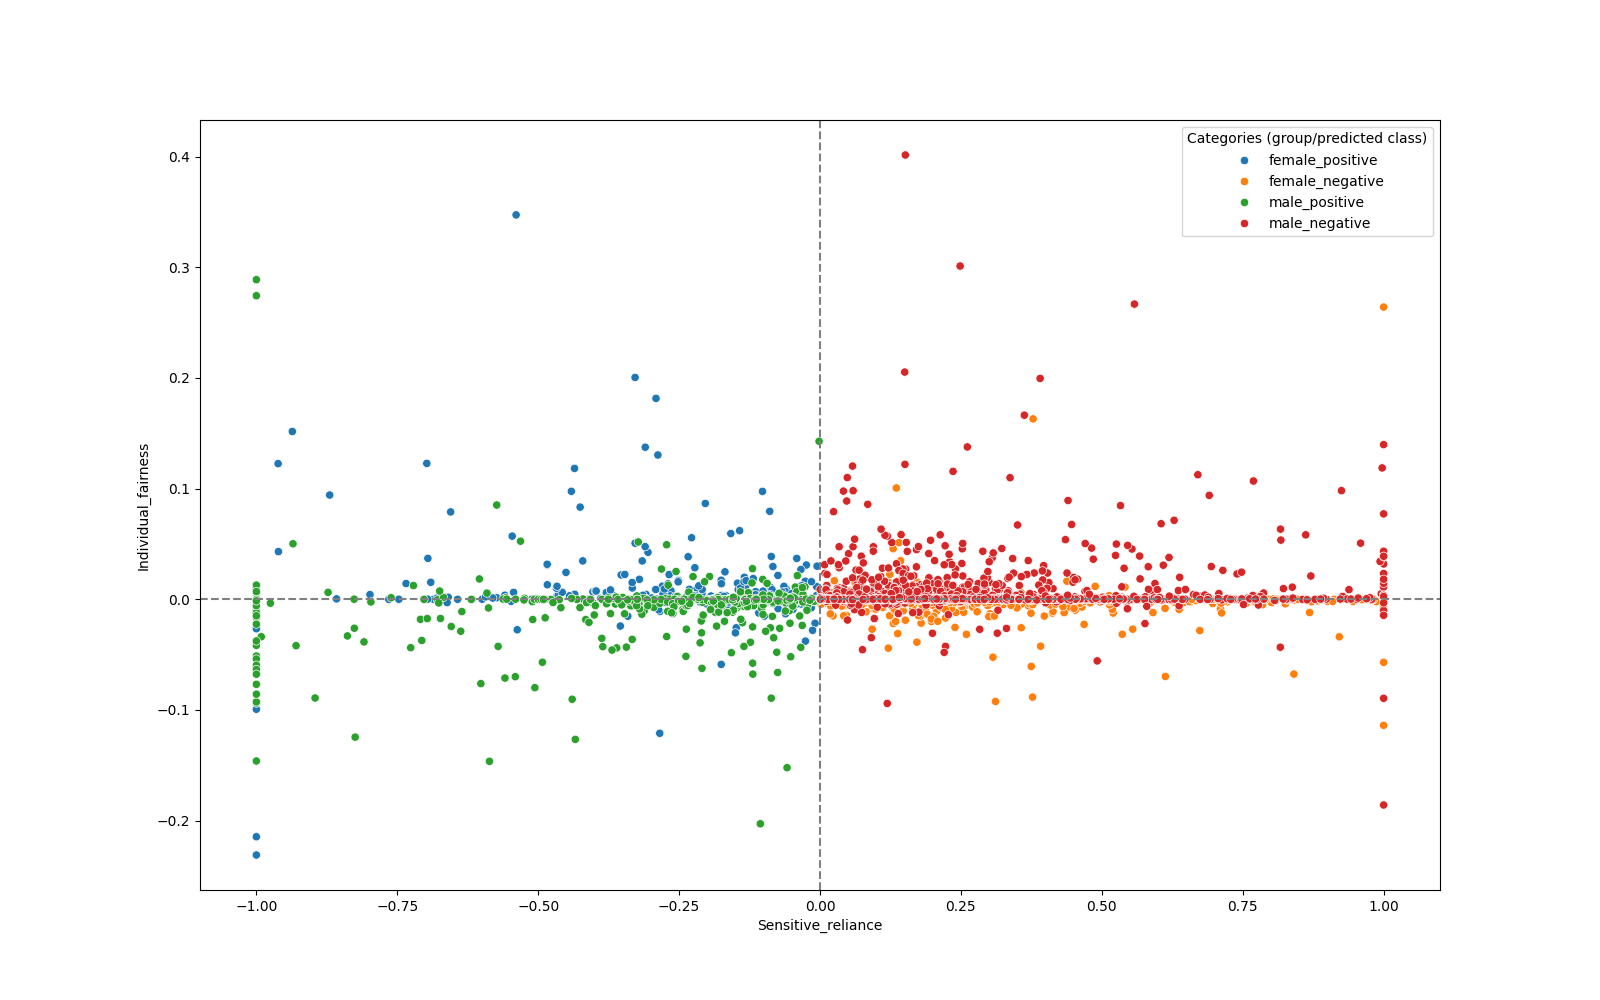 Categories (group/predicted class)
female_positive
female_negative
male_positive
male_negative
0.4
0.3
0.2
0.1
0.0
−0.1
−0.2
Individual_fairness
−1.00 −0.75 −0.50 −0.25 0.00 0.25 0.50 0.75 1.00
Sensitive_reliance